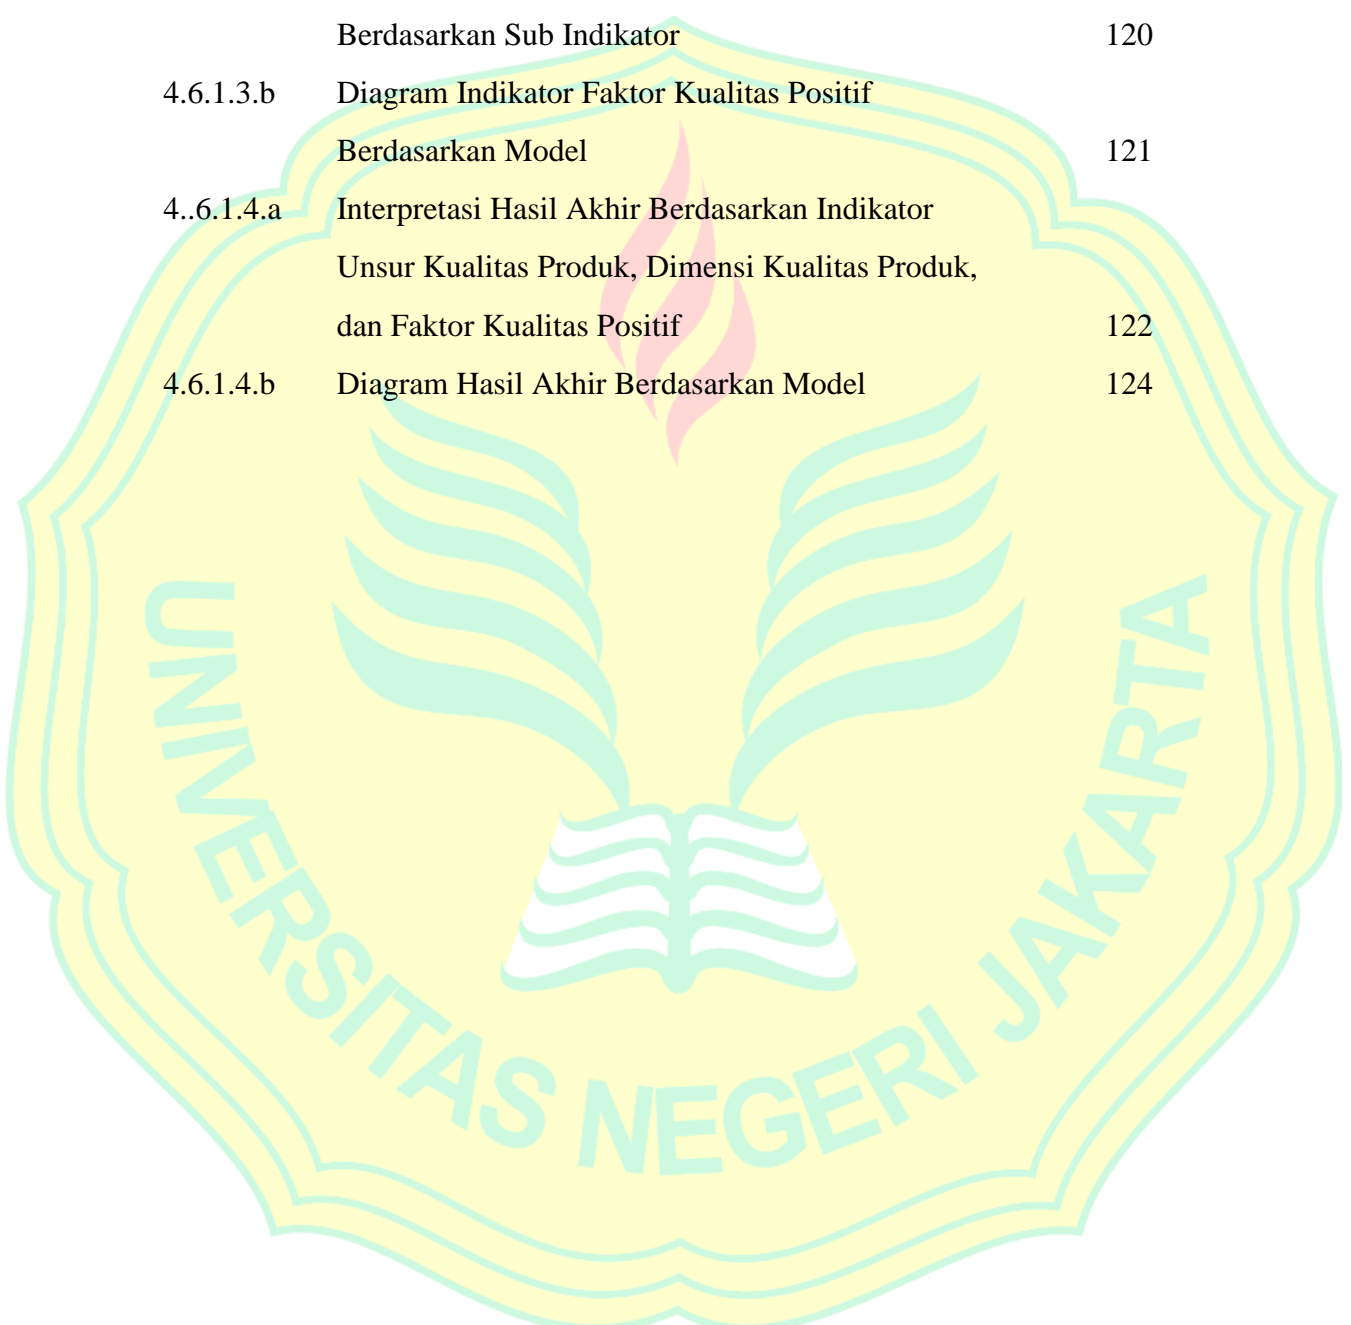 Berdasarkan Sub Indikator 120
4.6.1.3.b Diagram Indikator Faktor Kualitas Positif
Berdasarkan Model 121
4..6.1.4.a Interpretasi Hasil Akhir Berdasarkan Indikator
Unsur Kualitas Produk, Dimensi Kualitas Produk,
dan Faktor Kualitas Positif 122
4.6.1.4.b Diagram Hasil Akhir Berdasarkan Model 124
UNIVERSITAS NEGERI JAKARTA